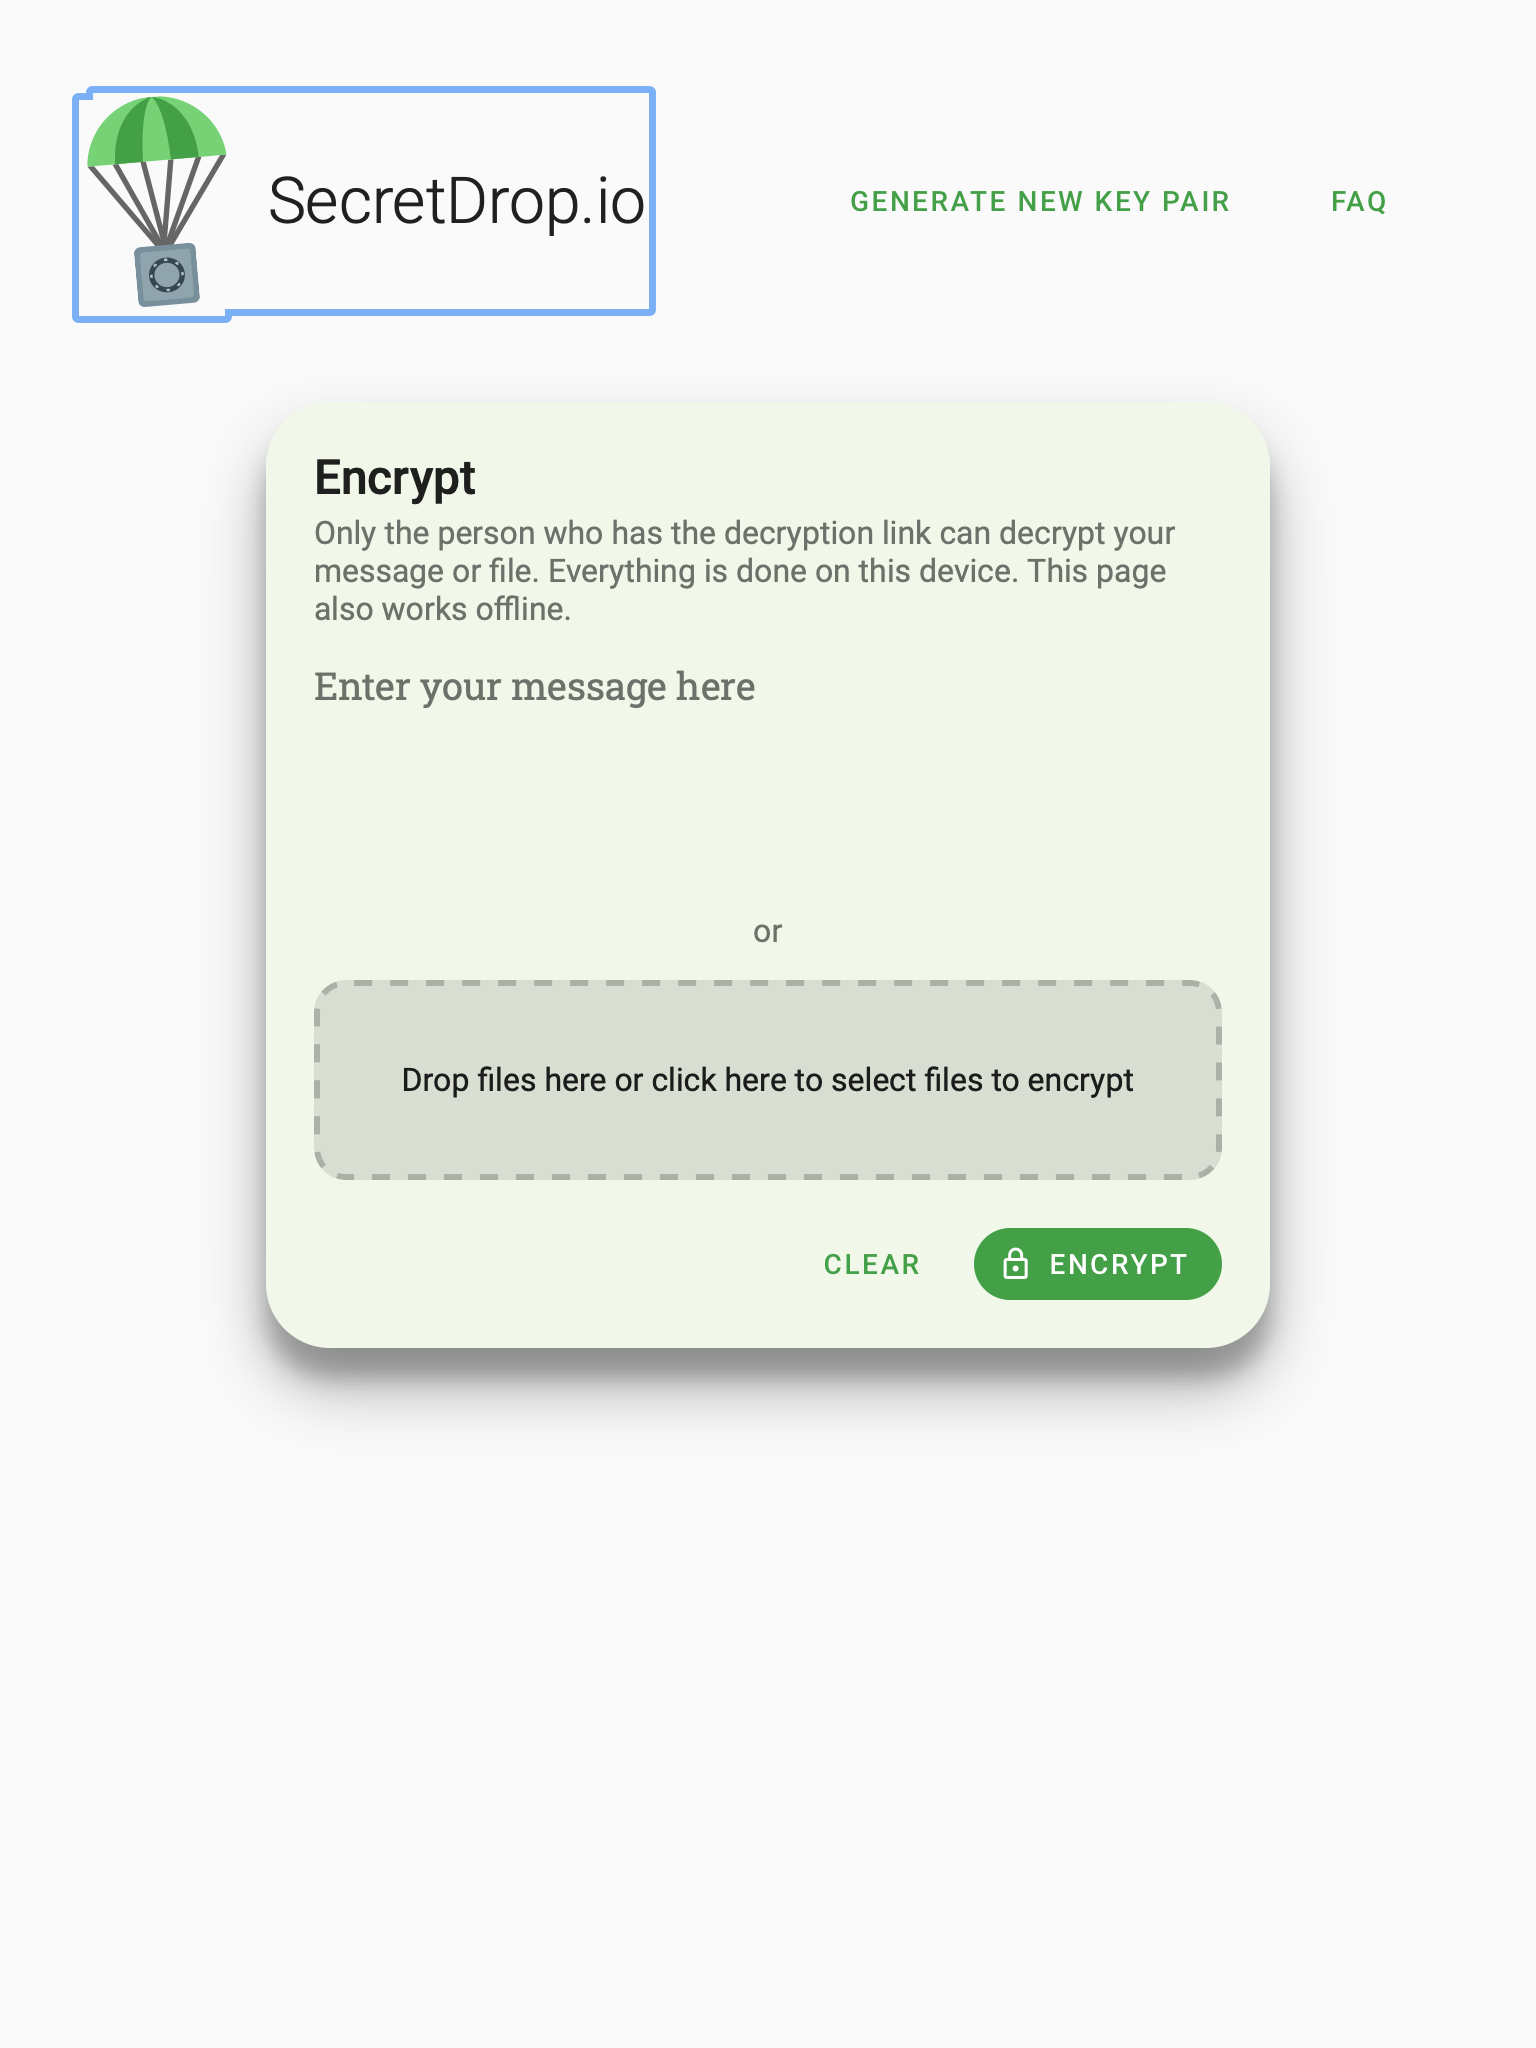 SecretDrop.io
GENERATE NEW KEY PAIR
FAQ
Encrypt
Only the person who has the decryption link can decrypt your
message or file. Everything is done on this device. This page
also works offline.
Enter your message here
or
Drop files here or click here to select files to encrypt
CLEAR
ENCRYPT